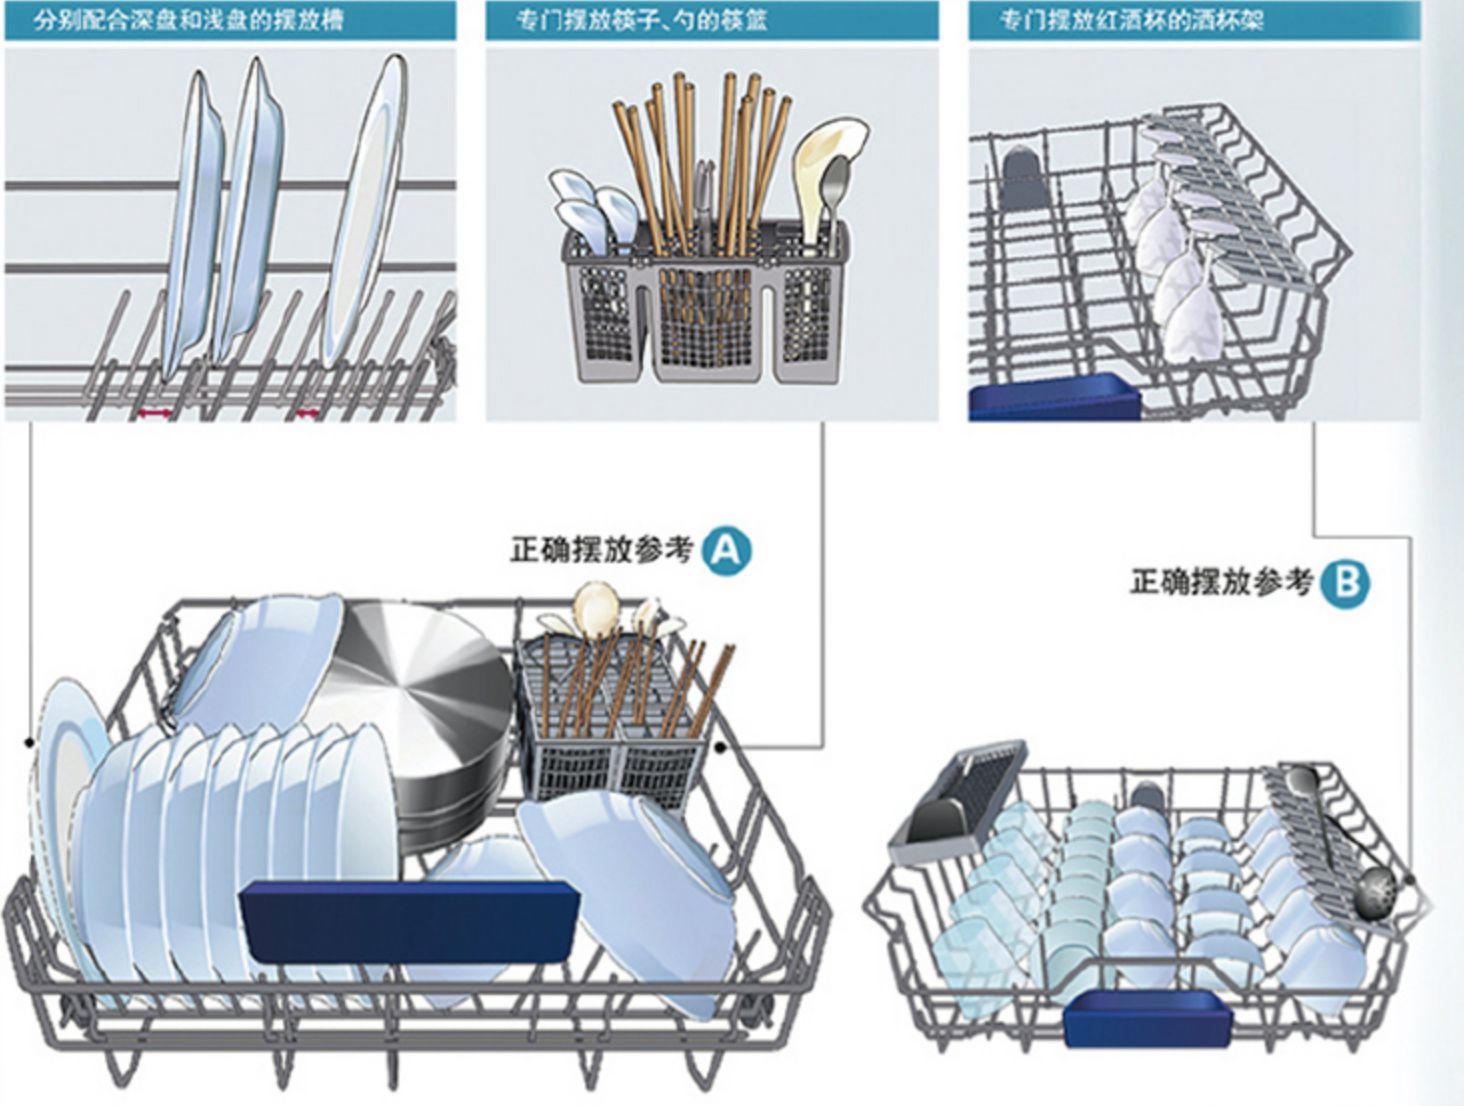 分别配合深盘和浅盘的摆放槽
专门摆放筷子、勺的筷篮
专门摆放红酒杯的酒杯架
正确摆放参考 A
正确摆放参考 B